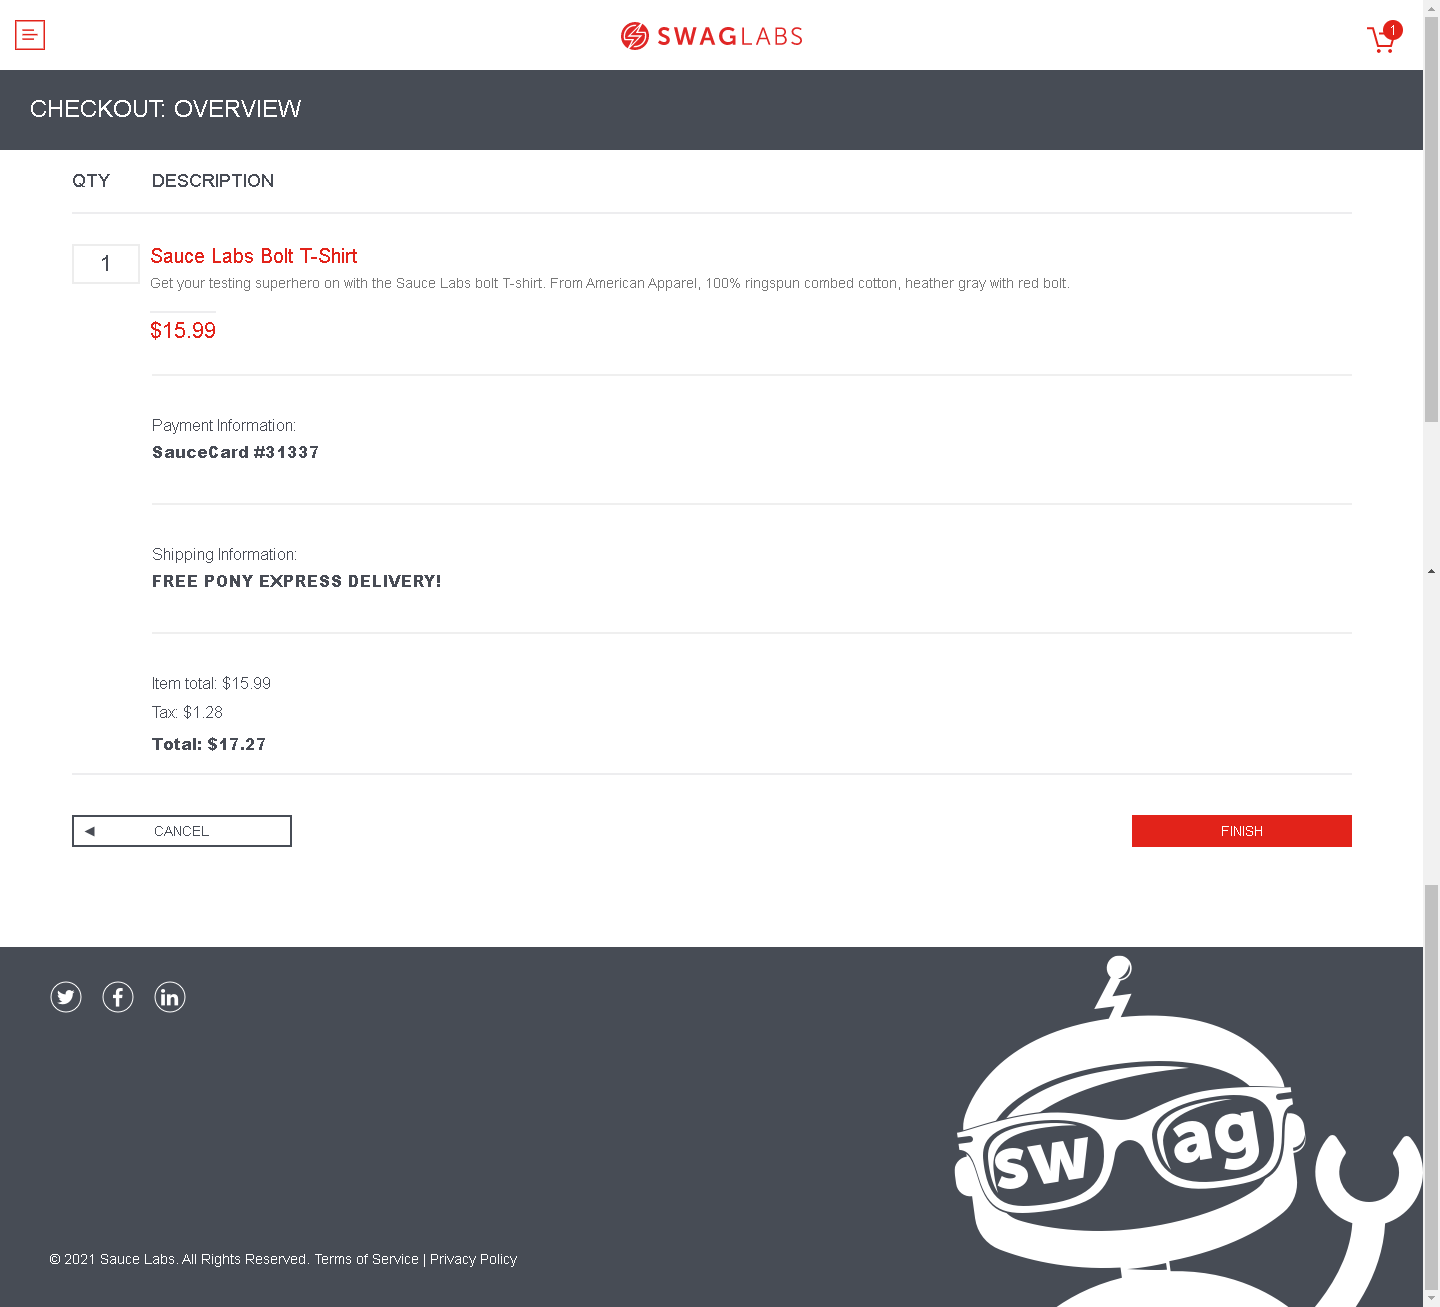 SWAGLABS
1
CHECKOUT: OVERVIEW
QTY DESCRIPTION
1
Sauce Labs Bolt T-Shirt
Get your testing superhero on with the Sauce Labs bolt T-shirt. From American Apparel, 100% ringspun combed cotton, heather gray with red bolt.
$15.99
Payment Information:
SauceCard #31337
Shipping Information:
FREE PONY EXPRESS DELIVERY!
Item total: $15.99
Tax: $1.28
Total: $17.27
CANCEL
FINISH
sw ag
© 2021 Sauce Labs. All Rights Reserved. Terms of Service | Privacy Policy